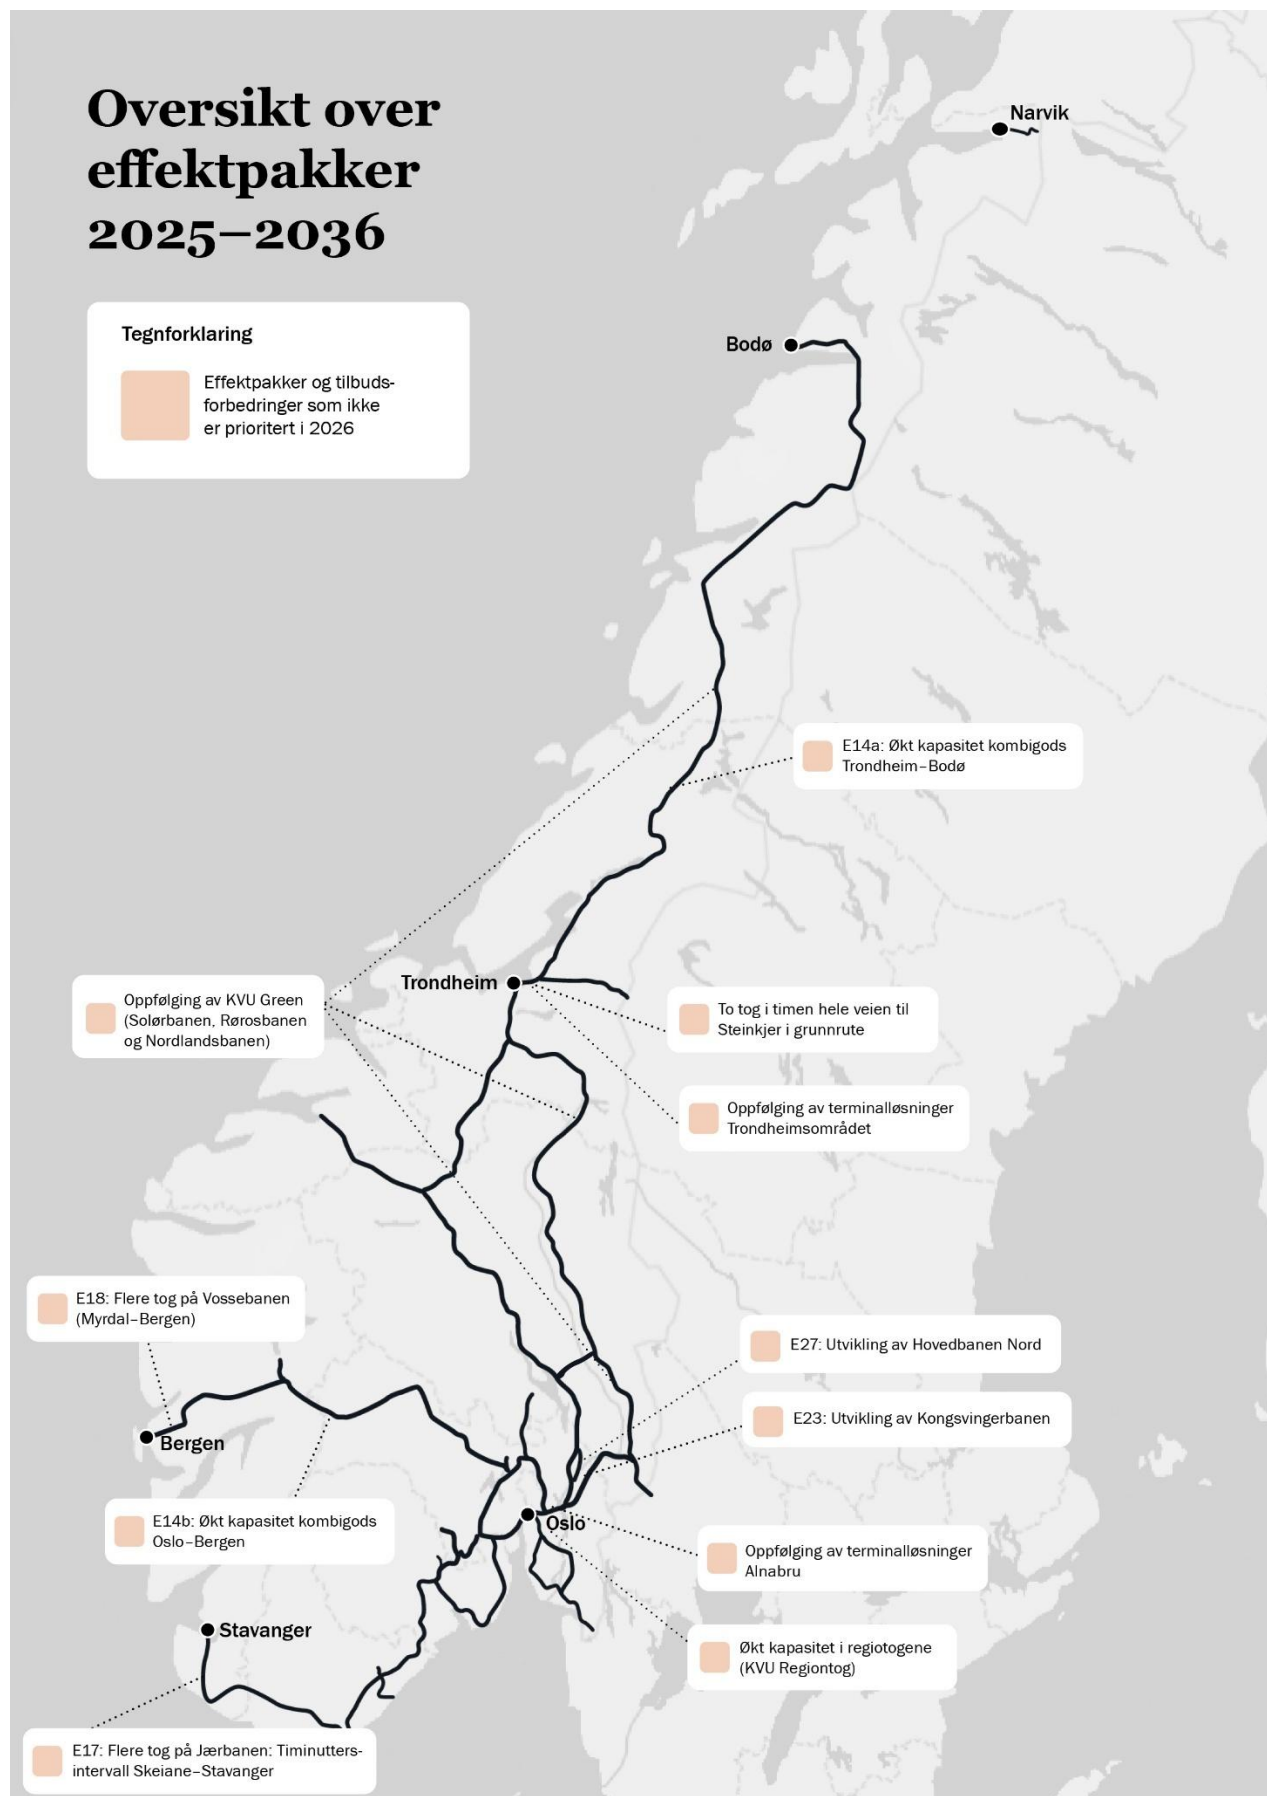 Oversikt over
effektpakker
2025–2036
Tegnforklaring
Effektpakker og tilbuds-
forbedringer som ikke
er prioritert i 2026
Narvik
Bodø
E14a: Økt kapasitet kombigods
Trondheim–Bodø
Trondheim
Oppfølging av KVU Green
(Solørbanen, Rørosbanen
og Nordlandsbanen)
To tog i timen hele veien til
Steinkjer i grunnrute
Oppfølging av terminalløsninger
Trondheimsområdet
E18: Flere tog på Vossebanen
(Myrdal–Bergen)
E27: Utvikling av Hovedbanen Nord
E23: Utvikling av Kongsvingerbanen
Bergen
E14b: Økt kapasitet kombigods
Oslo–Bergen
Oslo
Oppfølging av terminalløsninger
Alnabru
Stavanger
Økt kapasitet i regiotogene
(KVU Regiontog)
E17: Flere tog på Jærbanen: Timinutters-
intervall Skeiane–Stavanger